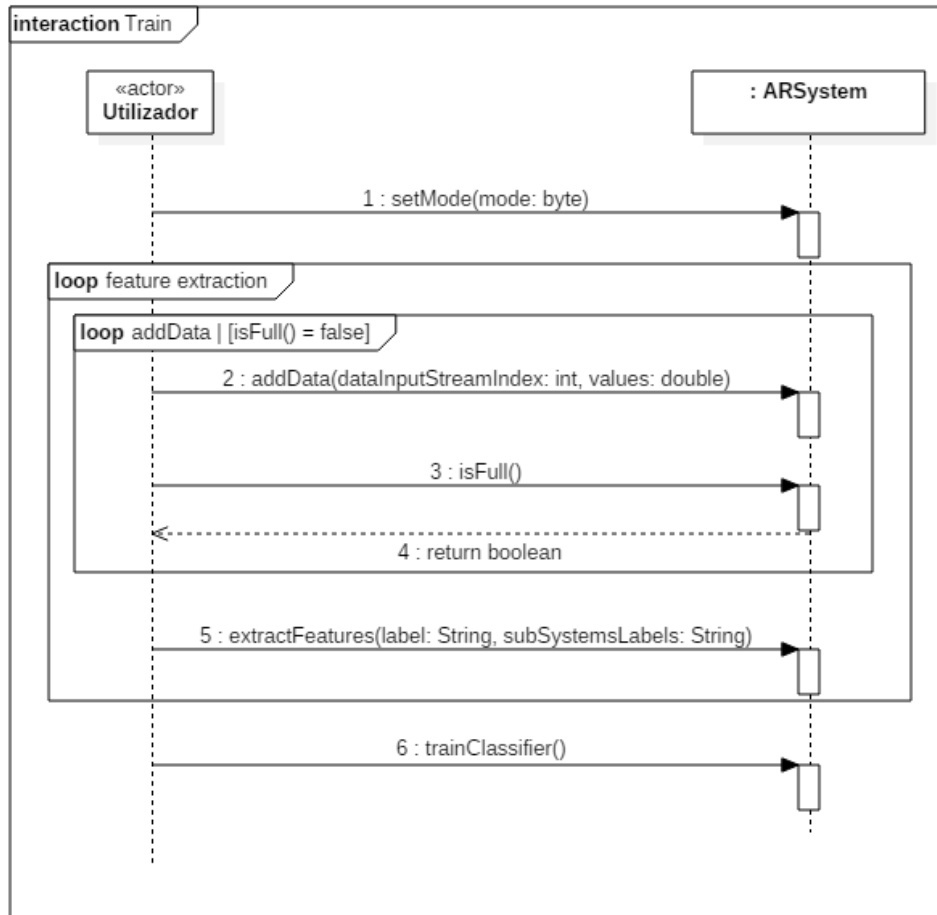 interaction Train
«actor»
Utilizador
: ARSystem
1 : setMode(mode: byte)
loop feature extraction
loop addData | [isFull() = false]
2 : addData(dataInputStreamIndex: int, values: double)
3 : isFull()
4 : return boolean
5 : extractFeatures(label: String, subSystemsLabels: String)
6 : trainClassifier()